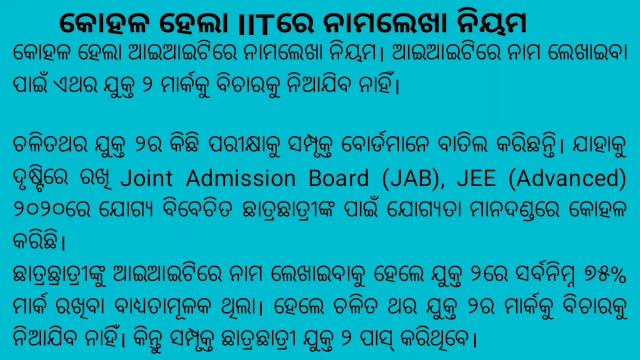 କୋହଳ ହେଲା IITରେ ନାମଲେଖା ନିୟମ
କୋହଳ ହେଲା ଆଇଆଇଟିରେ ନାମଲେଖା ନିୟମ। ଆଇଆଇଟିରେ ନାମ ଲେଖାଇବା
ପାଇଁ ଏଥର ଯୁକ୍ତ ୨ ମାର୍କକୁ ବିଚାରକୁ ନିଆଯିବ ନାହିଁ।
ଚଳିତଥର ଯୁକ୍ତ ୨ର କିଛି ପରୀକ୍ଷାକୁ ସମ୍ପୃକ୍ତ ବୋର୍ଡମାନେ ବାତିଲ କରିଛନ୍ତି। ଯାହାକୁ
ଦୃଷ୍ଟିରେ ରଖି Joint Admission Board (JAB), JEE (Advanced)
୨୦୨୦ରେ ଯୋଗ୍ୟ ବିବେଚିତ ଛାତ୍ରଛାତ୍ରୀଙ୍କ ପାଇଁ ଯୋଗ୍ୟତା ମାନଦଣ୍ଡରେ କୋହଳ
କରିଛି।
ଛାତ୍ରଛାତ୍ରୀଙ୍କୁ ଆଇଆଇଟିରେ ନାମ ଲେଖାଇବାକୁ ହେଲେ ଯୁକ୍ତ ୨ରେ ସର୍ବନିମ୍ନ ୭୫%
ମାର୍କ ରଖିବା ବାଧ୍ୟତାମୂଳକ ଥିଲା। ହେଲେ ଚଳିତ ଥର ଯୁକ୍ତ ୨ର ମାର୍କକୁ ବିଚାରକୁ
ନିଆଯିବ ନାହିଁ। କିନ୍ତୁ ସମ୍ପୃକ୍ତ ଛାତ୍ରଛାତ୍ରୀ ଯୁକ୍ତ ୨ ପାସ୍ କରିଥିବେ।